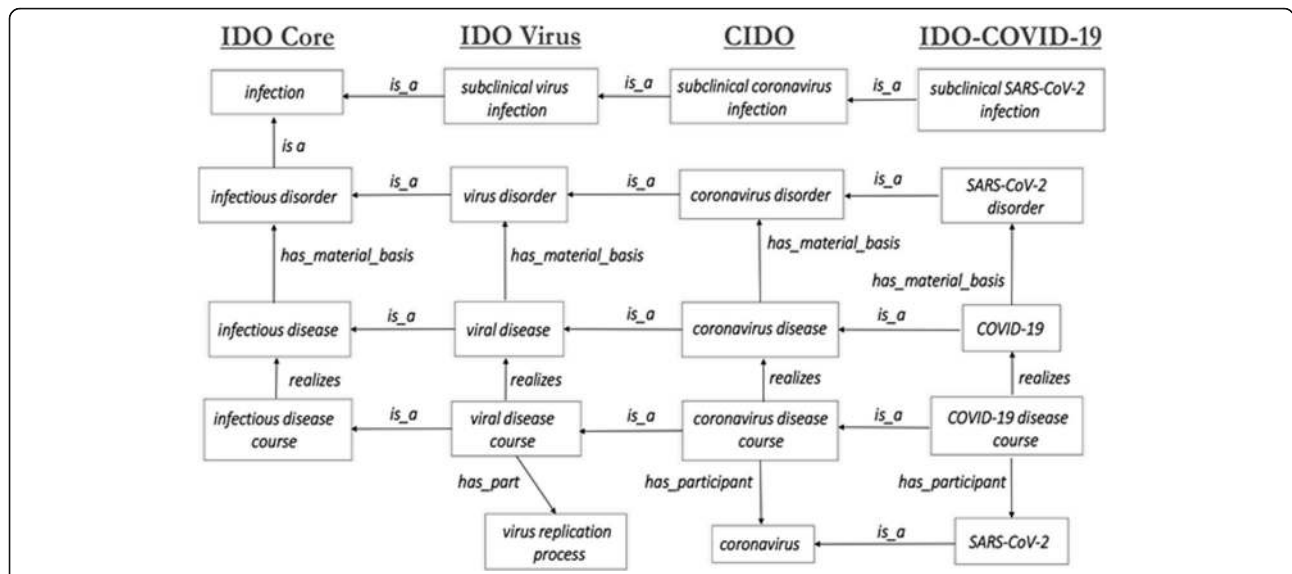 IDO Core
IDO Virus
CIDO
IDO-COVID-19
infection
is_a
subclinical virus
infection
is_a
subclinical coronavirus
infection
is_a
subclinical SARS-CoV-2
infection
is a
infectious disorder
is_a
virus disorder
is_a
coronavirus disorder
is_a
SARS-CoV-2
disorder
has_material_basis
has_material_basis
has_material_basis
has_material_basis
infectious disease
is_a
viral disease
is_a
coronavirus disease
is_a
COVID-19
realizes
realizes
realizes
realizes
infectious disease
course
is_a
viral disease
course
is_a
coronavirus disease
course
is_a
COVID-19 disease
course
has_part
has_participant
has_participant
virus replication
process
coronavirus
is_a
SARS-CoV-2